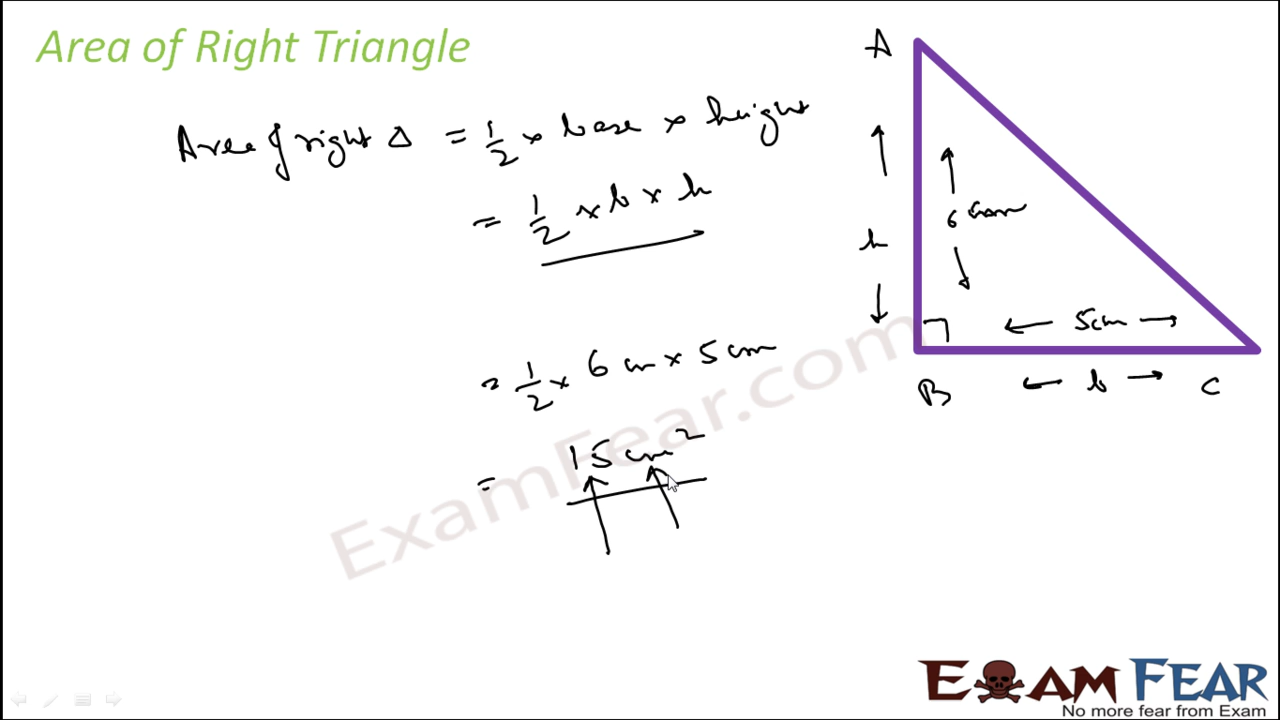 Area of Right Triangle
Area of right Δ = 1/2 × base × height
= 1/2 × b × h
= 1/2 × 6 cm × 5 cm
= 15 cm²
A
h
6 cm
5cm
B
b
C
ExamFear.com
EXAM FEAR
No more fear from Exam